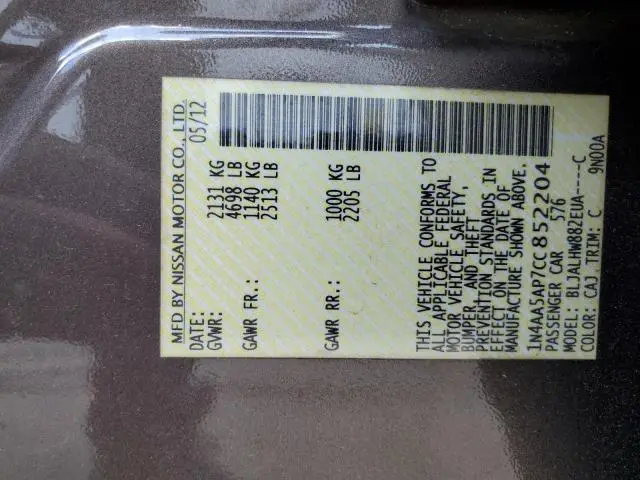 MFD BY NISSAN MOTOR CO., LTD.
DATE: 05/12
GVWR: 2131 KG
4698 LB
GAWR FR.: 1140 KG
2513 LB
GAWR RR.: 1000 KG
2205 LB
THIS VEHICLE CONFORMS TO
ALL APPLICABLE FEDERAL
MOTOR VEHICLE SAFETY,
BUMPER, AND THEFT
PREVENTION STANDARDS IN
EFFECT ON THE DATE OF
MANUFACTURE SHOWN ABOVE.
1N4AA5AP7CC852204
PASSENGER CAR 576
MODEL: BLJALHW882EUA----C
COLOR: CAJ TRIM: C 9N00A